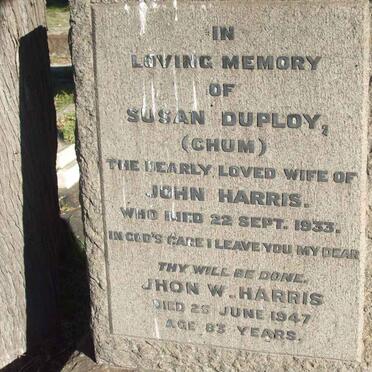 IN
LOVING MEMORY
OF
SUSAN DUPLOY,
(CHUM)
THE DEARLY LOVED WIFE OF
JOHN HARRIS.
WHO DIED 22 SEPT. 1933.
IN GOD'S CARE I LEAVE YOU MY DEAR
THY WILL BE DONE.
JHON W. HARRIS
DIED 25 JUNE 1947
AGE 83 YEARS.